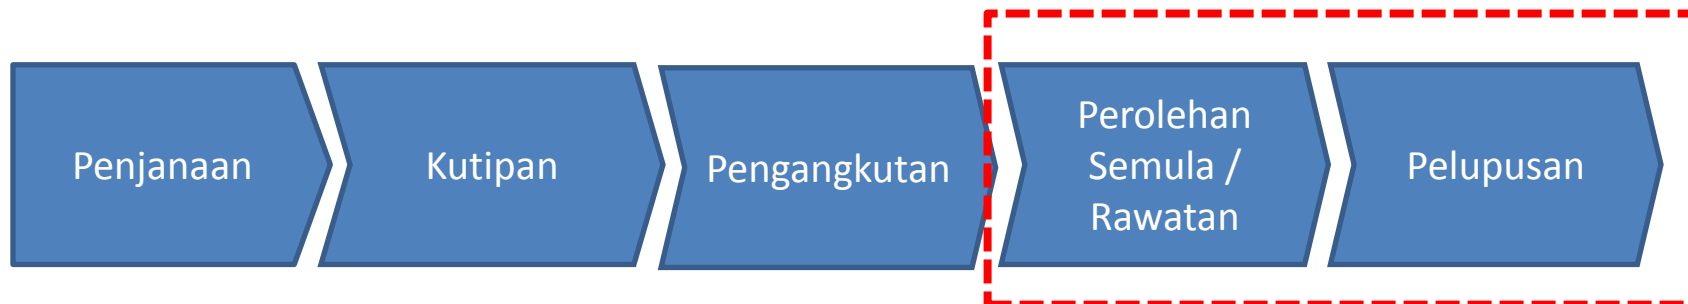 Penjanaan
Kutipan
Pengangkutan
Perolehan
Semula /
Rawatan
Pelupusan